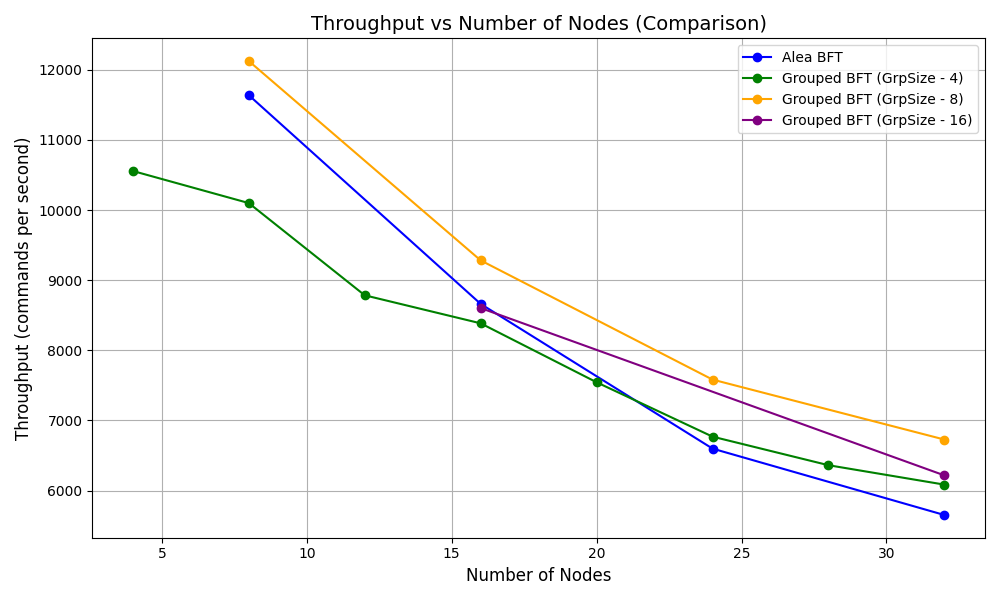 Throughput vs Number of Nodes (Comparison)
Throughput (commands per second)
12000
11000
10000
9000
8000
7000
6000
Alea BFT
Grouped BFT (GrpSize - 4)
Grouped BFT (GrpSize - 8)
Grouped BFT (GrpSize - 16)
5
10
15
20
25
30
Number of Nodes